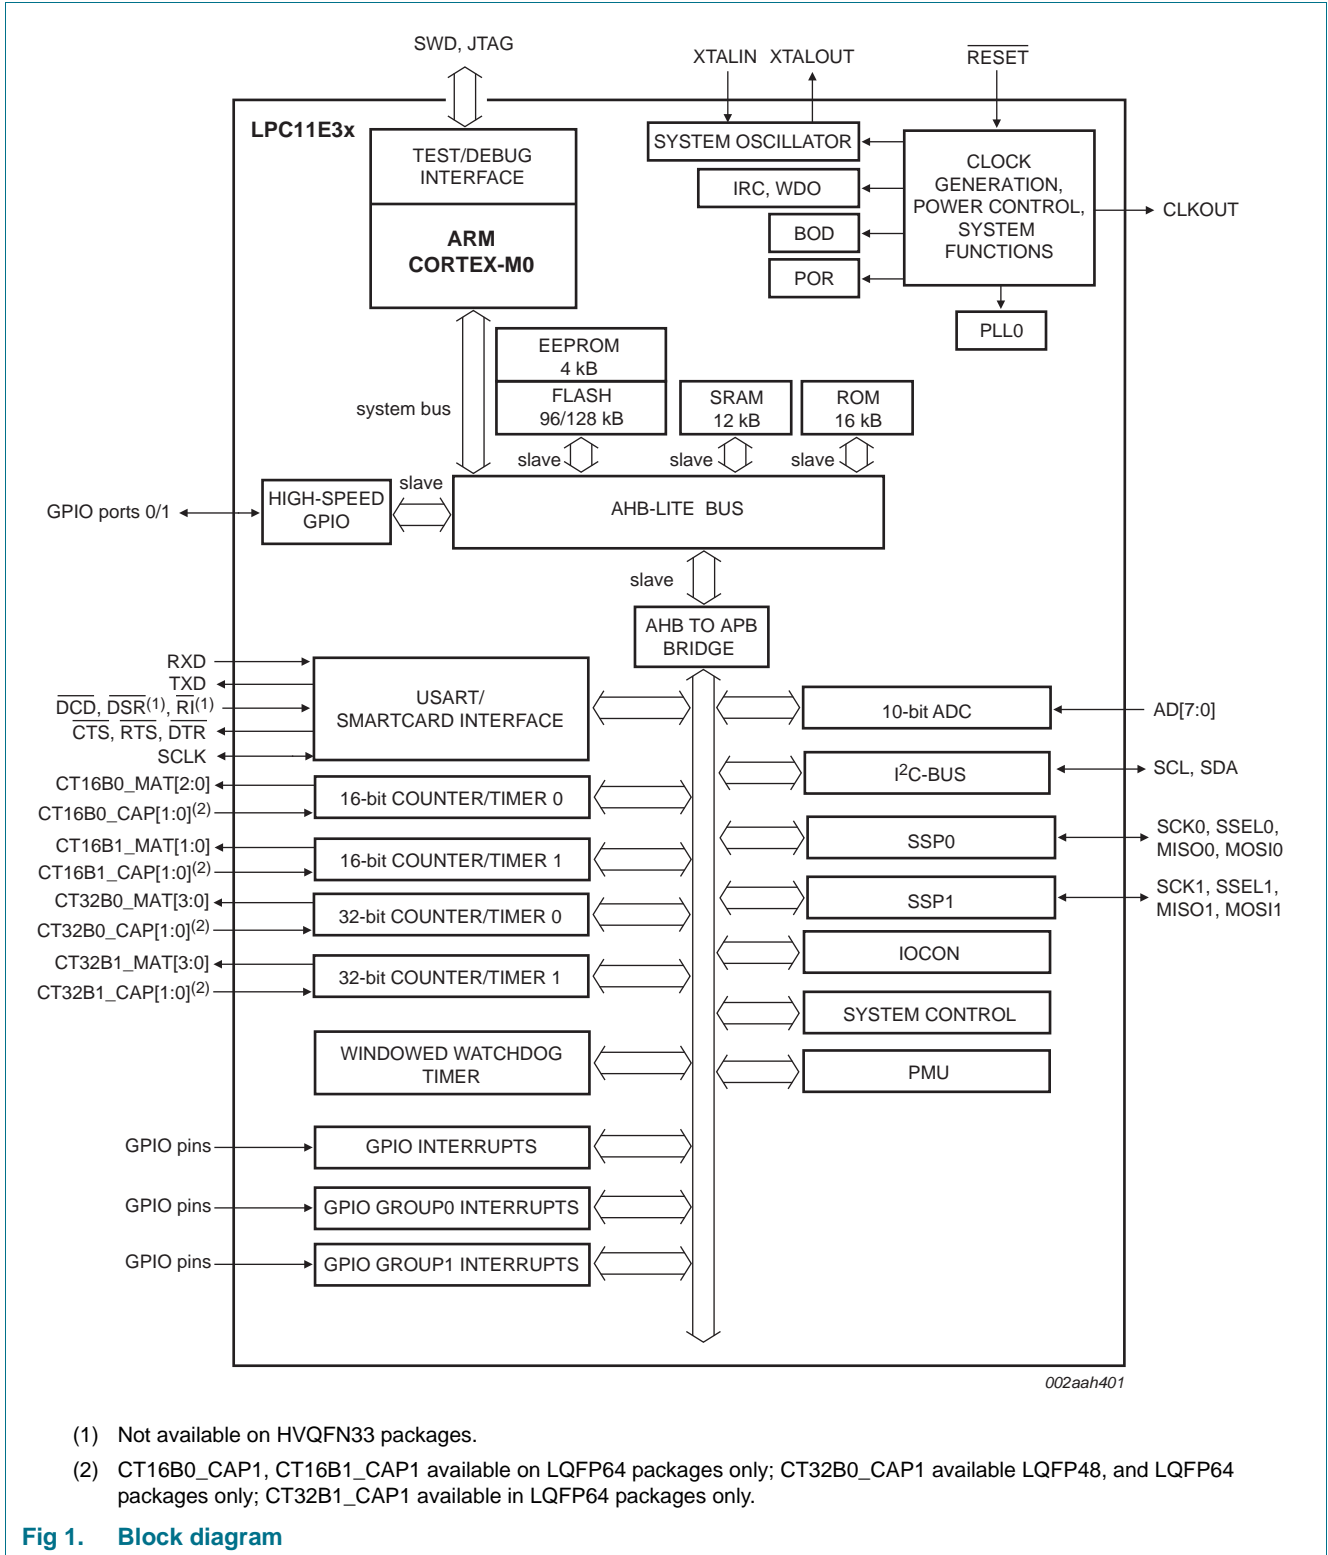 SWD, JTAG
XTALIN XTALOUT
RESET
LPC11E3x
TEST/DEBUG
INTERFACE
ARM
CORTEX-M0
SYSTEM OSCILLATOR
IRC, WDO
BOD
POR
CLOCK
GENERATION,
POWER CONTROL,
SYSTEM
FUNCTIONS
CLKOUT
PLL0
system bus
EEPROM
4 kB
FLASH
96/128 kB
SRAM
12 kB
ROM
16 kB
slave
slave
slave
GPIO ports 0/1
HIGH-SPEED
GPIO
slave
AHB-LITE BUS
slave
AHB TO APB
BRIDGE
RXD
TXD
DCD, DSR(1), RI(1)
CTS, RTS, DTR
SCLK
USART/
SMARTCARD INTERFACE
CT16B0_MAT[2:0]
CT16B0_CAP[1:0](2)
16-bit COUNTER/TIMER 0
CT16B1_MAT[1:0]
CT16B1_CAP[1:0](2)
16-bit COUNTER/TIMER 1
CT32B0_MAT[3:0]
CT32B0_CAP[1:0](2)
32-bit COUNTER/TIMER 0
CT32B1_MAT[3:0]
CT32B1_CAP[1:0](2)
32-bit COUNTER/TIMER 1
WINDOWED WATCHDOG
TIMER
GPIO pins
GPIO INTERRUPTS
GPIO pins
GPIO GROUP0 INTERRUPTS
GPIO pins
GPIO GROUP1 INTERRUPTS
10-bit ADC
AD[7:0]
I2C-BUS
SCL, SDA
SSP0
SCK0, SSEL0,
MISO0, MOSI0
SSP1
SCK1, SSEL1,
MISO1, MOSI1
IOCON
SYSTEM CONTROL
PMU
002aah401
(1) Not available on HVQFN33 packages.
(2) CT16B0_CAP1, CT16B1_CAP1 available on LQFP64 packages only; CT32B0_CAP1 available LQFP48, and LQFP64
packages only; CT32B1_CAP1 available in LQFP64 packages only.
Fig 1. Block diagram